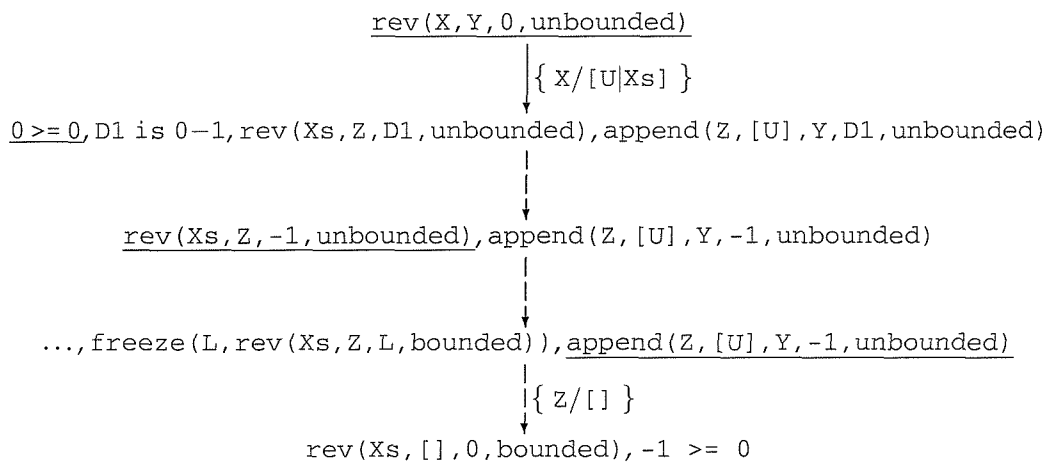 rev(X,Y,0,unbounded)
{ X/[U|Xs] }
0 >= 0,D1 is 0-1,rev(Xs,Z,D1,unbounded),append(Z,[U],Y,D1,unbounded)
rev(Xs,Z,-1,unbounded),append(Z,[U],Y,-1,unbounded)
...,freeze(L,rev(Xs,Z,L,bounded)),append(Z,[U],Y,-1,unbounded)
{ Z/[] }
rev(Xs,[],0,bounded),-1 >= 0